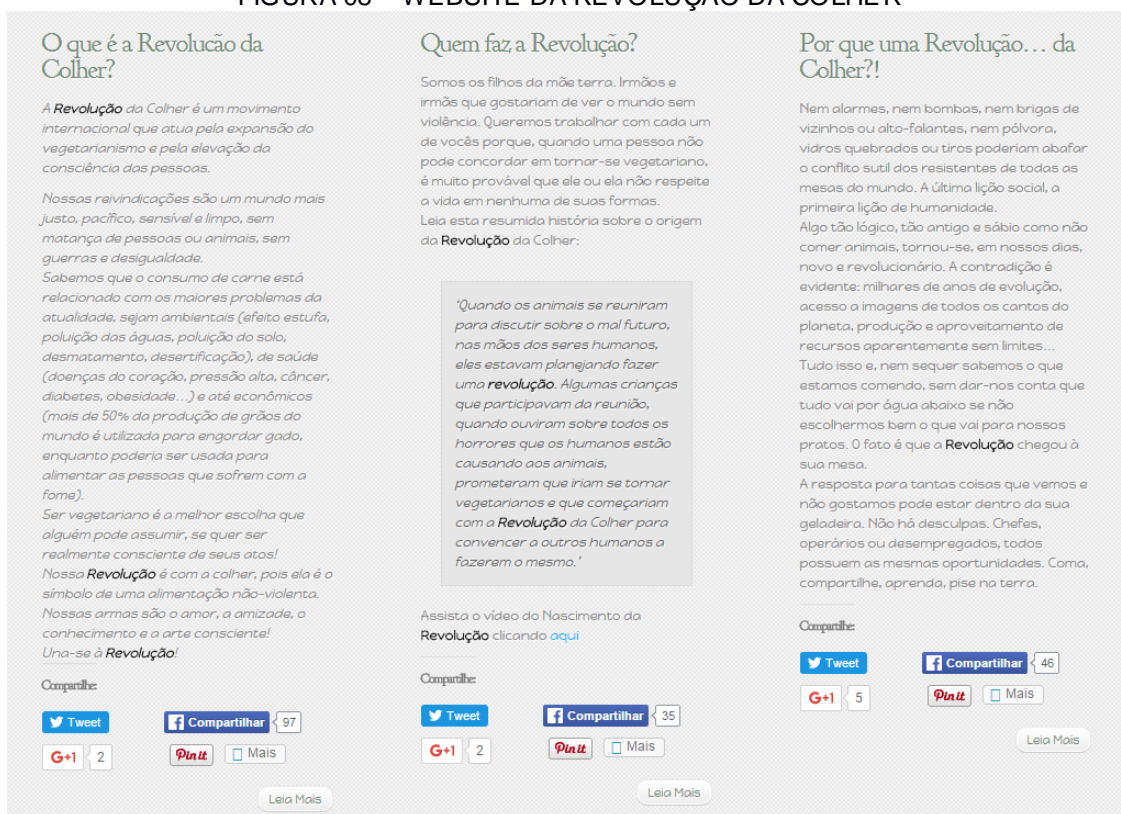 FIGURA 08 – WEBSITE DA REVOLUÇÃO DA COLHER
O que é a Revolucão da
Colher?
A Revolução da Colher é um movimento
internacional que atua pela expansão do
vegetarianismo e pela elevação da
consciência das pessoas.
Nossas reivindicações são um mundo mais
justo, pacífico, sensível e limpo, sem
matança de pessoas ou animais, sem
guerras e desigualdade.
Sabemos que o consumo de carne está
relacionado com os maiores problemas da
atualidade, sejam ambientais (efeito estufa,
poluição das águas, poluição do solo,
desmatamento, desertificação), de saúde
(doenças do coração, pressão alta, câncer,
diabetes, obesidade...) e até econômicos
(mais de 50% da produção de grãos do
mundo é utilizada para engordar gado,
enquanto poderia ser usada para
alimentar as pessoas que sofrem com a
fome).
Ser vegetariano é a melhor escolha que
alguém pode assumir, se quer ser
realmente consciente de seus atos!
Nossa Revolução é com a colher, pois ela é o
símbolo de uma alimentação não-violenta.
Nossas armas são o amor, a amizade, o
conhecimento e a arte consciente!
Una-se à Revolução!
Compartilhe:
Tweet
Compartilhar 97
G+1 2
Pin it
Mais
Leia Mais
Quem faz a Revolução?
Somos os filhos da mãe terra. Irmãos e
irmãs que gostariam de ver o mundo sem
violência. Queremos trabalhar com cada um
de vocês porque, quando uma pessoa não
pode concordar em tornar-se vegetariano,
é muito provável que ele ou ela não respeite
a vida em nenhuma de suas formas.
Leia esta resumida história sobre o origem
da Revolução da Colher:
'Quando os animais se reuniram
para discutir sobre o mal futuro,
nas mãos dos seres humanos,
eles estavam planejando fazer
uma revolução. Algumas crianças
que participavam da reunião,
quando ouviram sobre todos os
horrores que os humanos estão
causando aos animais,
prometeram que iriam se tornar
vegetarianos e que começariam
com a Revolução da Colher para
convencer a outros humanos a
fazerem o mesmo.'
Assista o vídeo do Nascimento da
Revolução clicando aqui
Compartilhe:
Tweet
Compartilhar 35
G+1 2
Pin it
Mais
Leia Mais
Por que uma Revolução… da
Colher?!
Nem alarmes, nem bombas, nem brigas de
vizinhos ou alto-falantes, nem pólvora,
vidros quebrados ou tiros poderiam abafar
o conflito sutil dos resistentes de todas as
mesas do mundo. A última lição social, a
primeira lição de humanidade.
Algo tão lógico, tão antigo e sábio como não
comer animais, tornou-se, em nossos dias,
novo e revolucionário. A contradição é
evidente: milhares de anos de evolução,
acesso a imagens de todos os cantos do
planeta, produção e aproveitamento de
recursos aparentemente sem limites...
Tudo isso e, nem sequer sabemos o que
estamos comendo, sem dar-nos conta que
tudo vai por água abaixo se não
escolhermos bem o que vai para nossos
pratos. O fato é que a Revolução chegou à
sua mesa.
A resposta para tantas coisas que vemos e
não gostamos pode estar dentro da sua
geladeira. Não há desculpas. Chefes,
operários ou desempregados, todos
possuem as mesmas oportunidades. Coma,
compartilhe, aprenda, pise na terra.
Compartilhe:
Tweet
Compartilhar 46
G+1 5
Pin it
Mais
Leia Mais